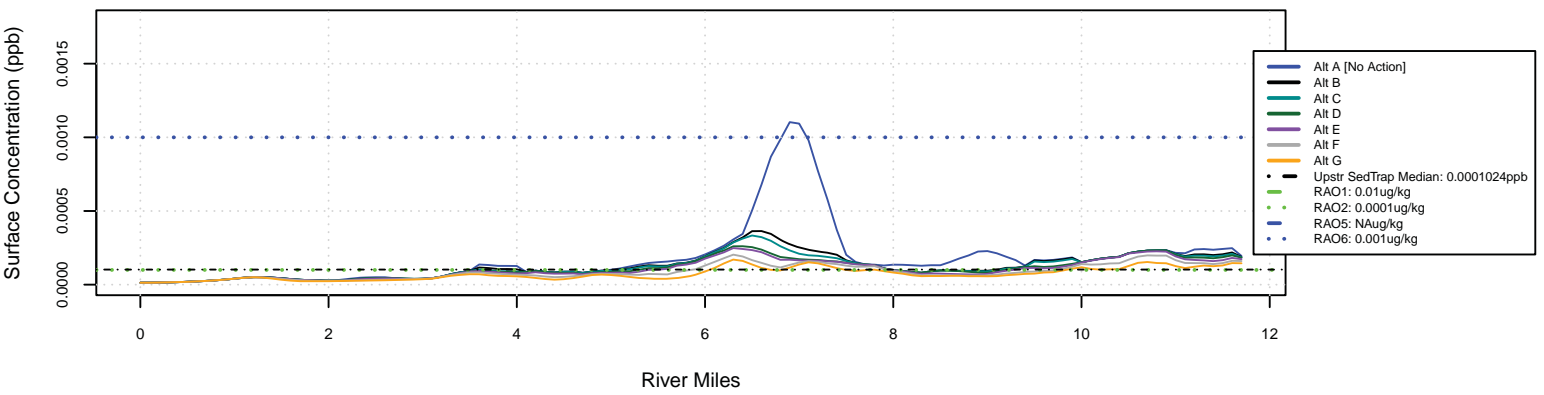 Surface Concentration (ppb)
0.0015
0.0010
0.0005
0.0000
0 2 4 6 8 10 12
River Miles
Alt A [No Action]
Alt B
Alt C
Alt D
Alt E
Alt F
Alt G
Upstr SedTrap Median: 0.0001024ppb
RAO1: 0.01ug/kg
RAO2: 0.0001ug/kg
RAO5: NAug/kg
RAO6: 0.001ug/kg